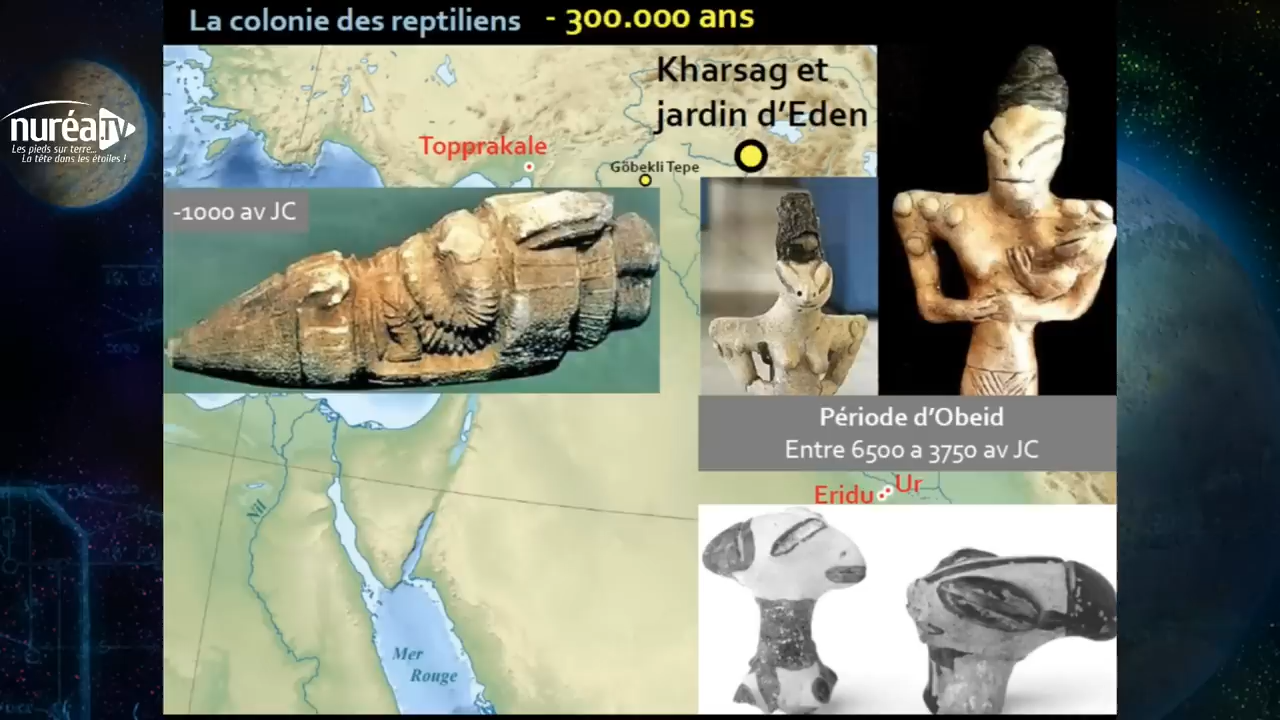 La colonie des reptiliens - 300.000 ans
nuréa.tv
Les pieds sur terre...
La tête dans les étoiles !
Kharsag et
jardin d'Eden
Topprakale
Göbekli Tepe
-1000 av JC
Période d'Obeid
Entre 6500 a 3750 av JC
Eridu Ur
Nil
Mer
Rouge